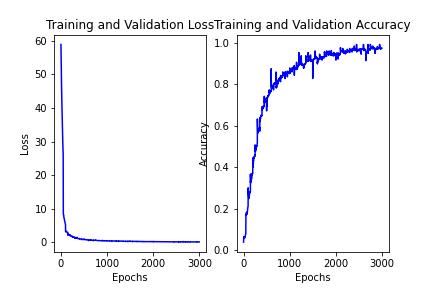 Training and Validation Loss
60
50
40
30
20
10
0
Loss
0 1000 2000 3000
Epochs
Training and Validation Accuracy
1.0
0.8
0.6
0.4
0.2
0.0
Accuracy
0 1000 2000 3000
Epochs